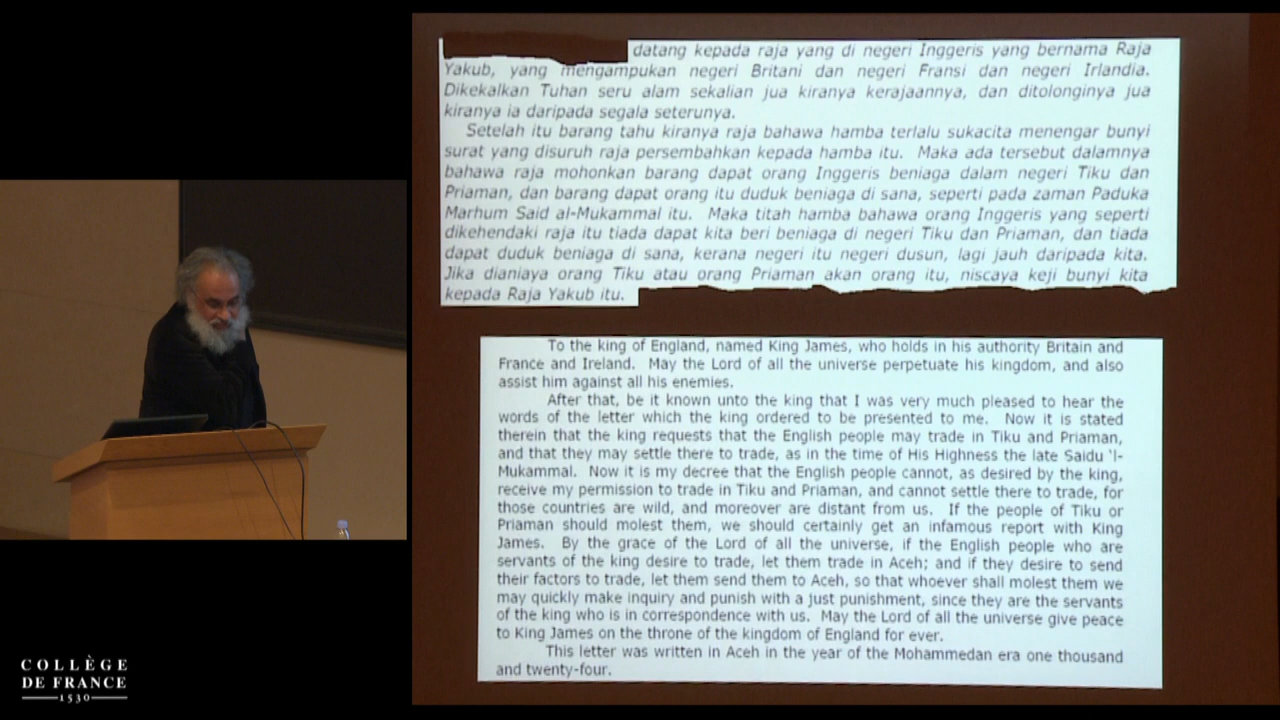 datang kepada raja yang di negeri Inggeris yang bernama Raja
Yakub, yang mengampukan negeri Britani dan negeri Fransi dan negeri Irlandia.
Dikekalkan Tuhan seru alam sekalian jua kiranya kerajaannya, dan ditolonginya jua
kiranya ia daripada segala seterunya.
Setelah itu barang tahu kiranya raja bahawa hamba terlalu sukacita menengar bunyi
surat yang disuruh raja persembahkan kepada hamba itu. Maka ada tersebut dalamnya
bahawa raja mohonkan barang dapat orang Inggeris beniaga dalam negeri Tiku dan
Priaman, dan barang dapat orang itu duduk beniaga di sana, seperti pada zaman Paduka
Marhum Said al-Mukammal itu. Maka titah hamba bahawa orang Inggeris yang seperti
dikehendaki raja itu tiada dapat kita beri beniaga di negeri Tiku dan Priaman, dan tiada
dapat duduk beniaga di sana, kerana negeri itu negeri dusun, lagi jauh daripada kita.
Jika dianiaya orang Tiku atau orang Priaman akan orang itu, niscaya keji bunyi kita
kepada Raja Yakub itu.
To the king of England, named King James, who holds in his authority Britain and
France and Ireland. May the Lord of all the universe perpetuate his kingdom, and also
assist him against all his enemies.
After that, be it known unto the king that I was very much pleased to hear the
words of the letter which the king ordered to be presented to me. Now it is stated
therein that the king requests that the English people may trade in Tiku and Priaman,
and that they may settle there to trade, as in the time of His Highness the late Saidu 'l-
Mukammal. Now it is my decree that the English people cannot, as desired by the king,
receive my permission to trade in Tiku and Priaman, and cannot settle there to trade, for
those countries are wild, and moreover are distant from us. If the people of Tiku or
Priaman should molest them, we should certainly get an infamous report with King
James. By the grace of the Lord of all the universe, if the English people who are
servants of the king desire to trade, let them trade in Aceh; and if they desire to send
their factors to trade, let them send them to Aceh, so that whoever shall molest them we
may quickly make inquiry and punish with a just punishment, since they are the servants
of the king who is in correspondence with us. May the Lord of all the universe give peace
to King James on the throne of the kingdom of England for ever.
This letter was written in Aceh in the year of the Mohammedan era one thousand
and twenty-four.
COLLÈGE
DE FRANCE
1530